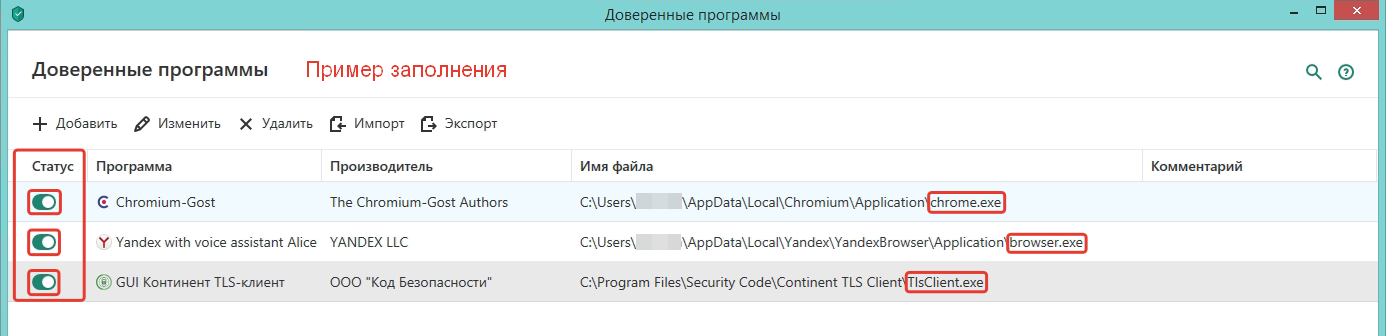 Доверенные программы
Доверенные программы Пример заполнения
Добавить Изменить Удалить Импорт Экспорт
Статус Программа Производитель Имя файла Комментарий
Chromium-Gost The Chromium-Gost Authors C:\Users\ \AppData\Local\Chromium\Application\chrome.exe
Yandex with voice assistant Alice YANDEX LLC C:\Users\ \AppData\Local\Yandex\YandexBrowser\Application\browser.exe
GUI Континент TLS-клиент ООО "Код Безопасности" C:\Program Files\Security Code\Continent TLS Client\TlsClient.exe